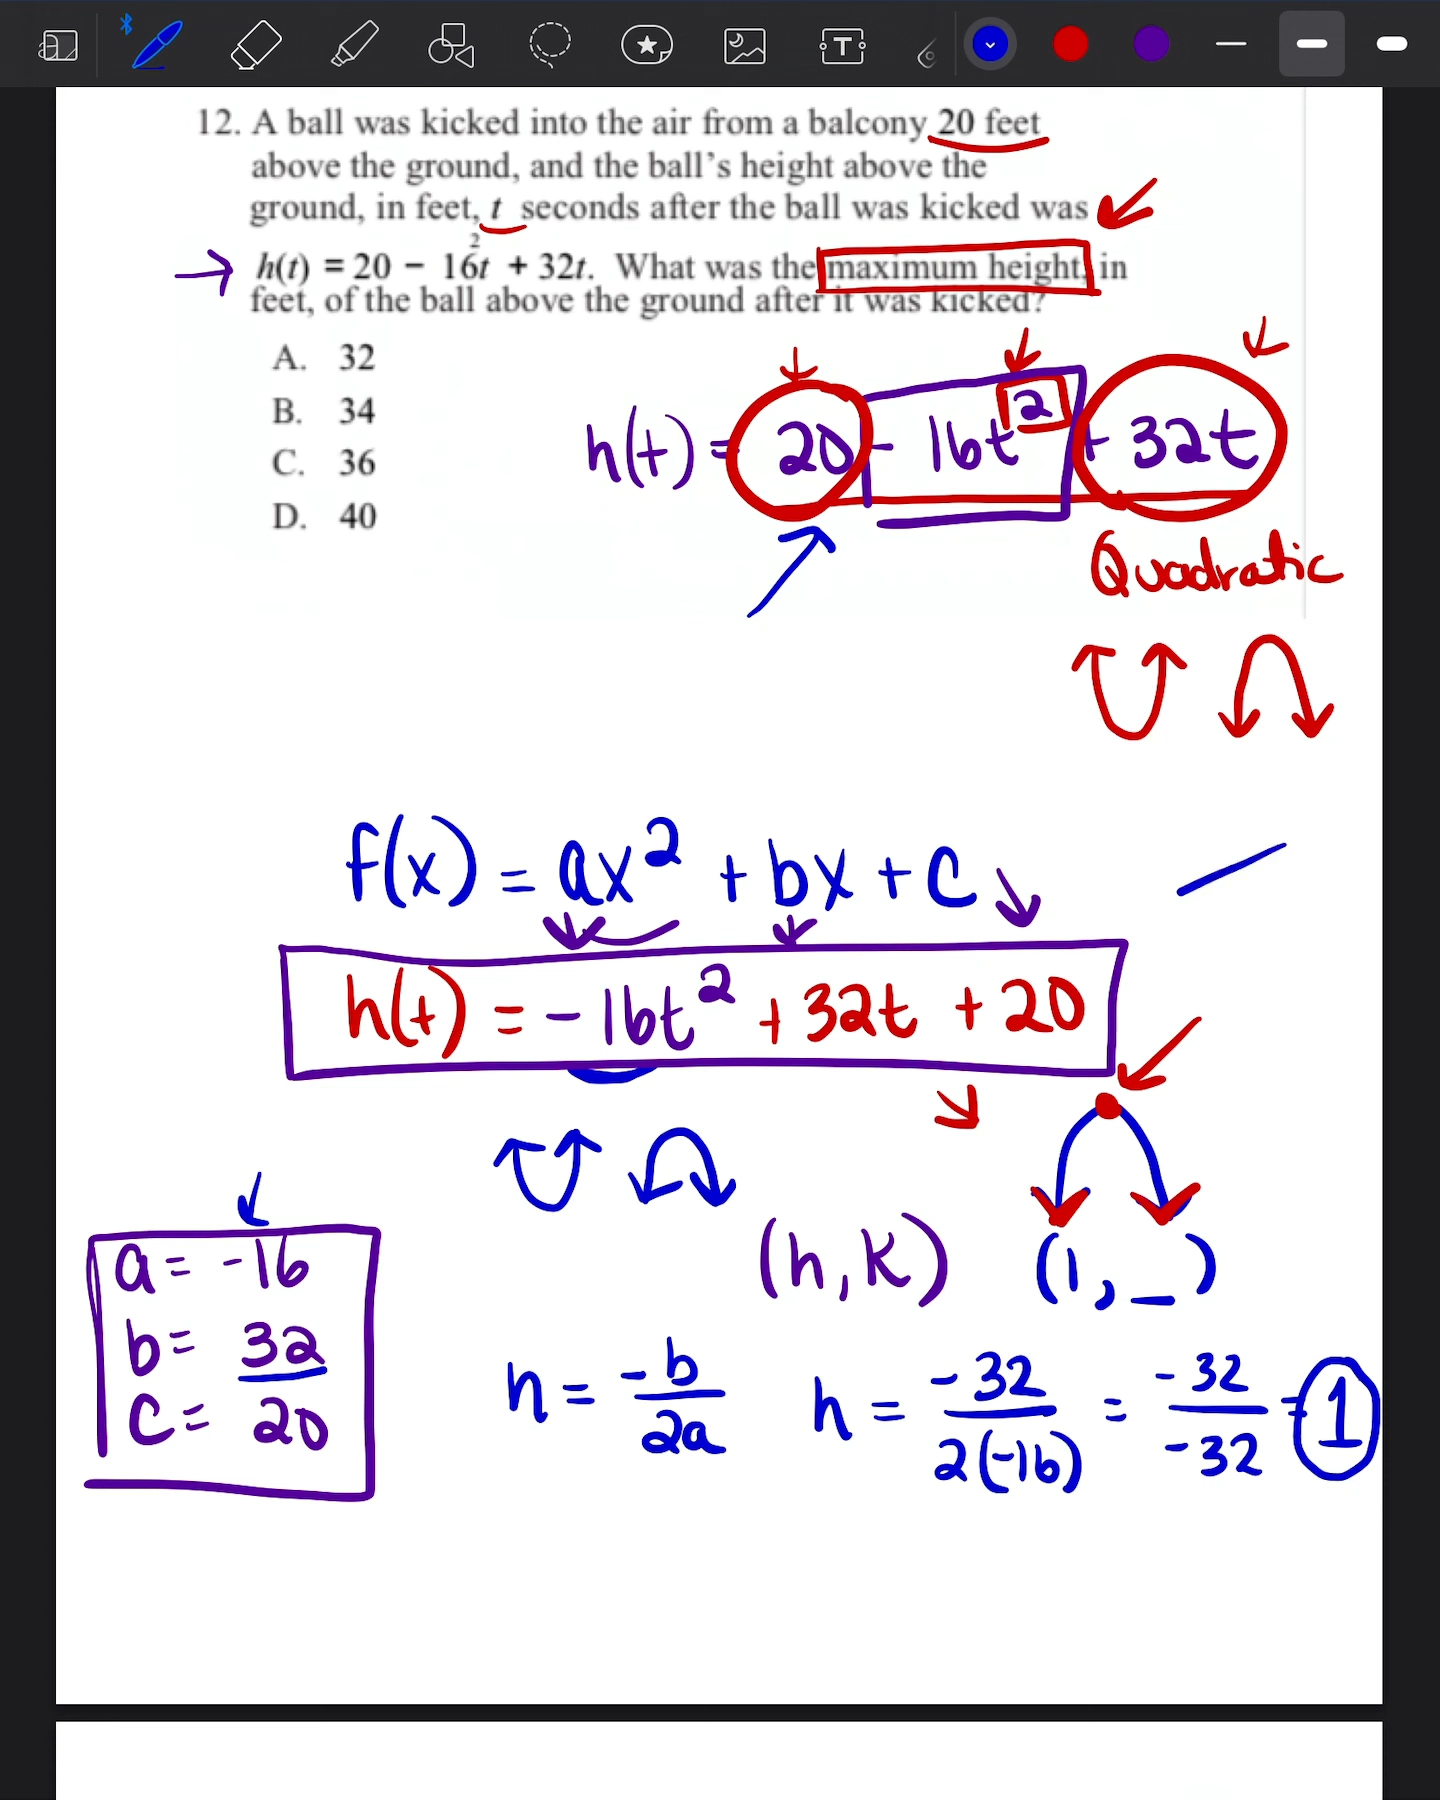 12. A ball was kicked into the air from a balcony 20 feet
above the ground, and the ball's height above the
ground, in feet, t seconds after the ball was kicked was
h(t) = 20 − 16t² + 32t. What was the maximum height, in
feet, of the ball above the ground after it was kicked?
A. 32
B. 34
C. 36
D. 40
h(t) = 20 - 16t² + 32t
Quadratic
f(x) = ax² + bx + c
h(t) = -16t² + 32t + 20
a = -16
b = 32
c = 20
(h, k) (1, _)
h = -b/2a h = -32/2(-16) = -32/-32 = 1